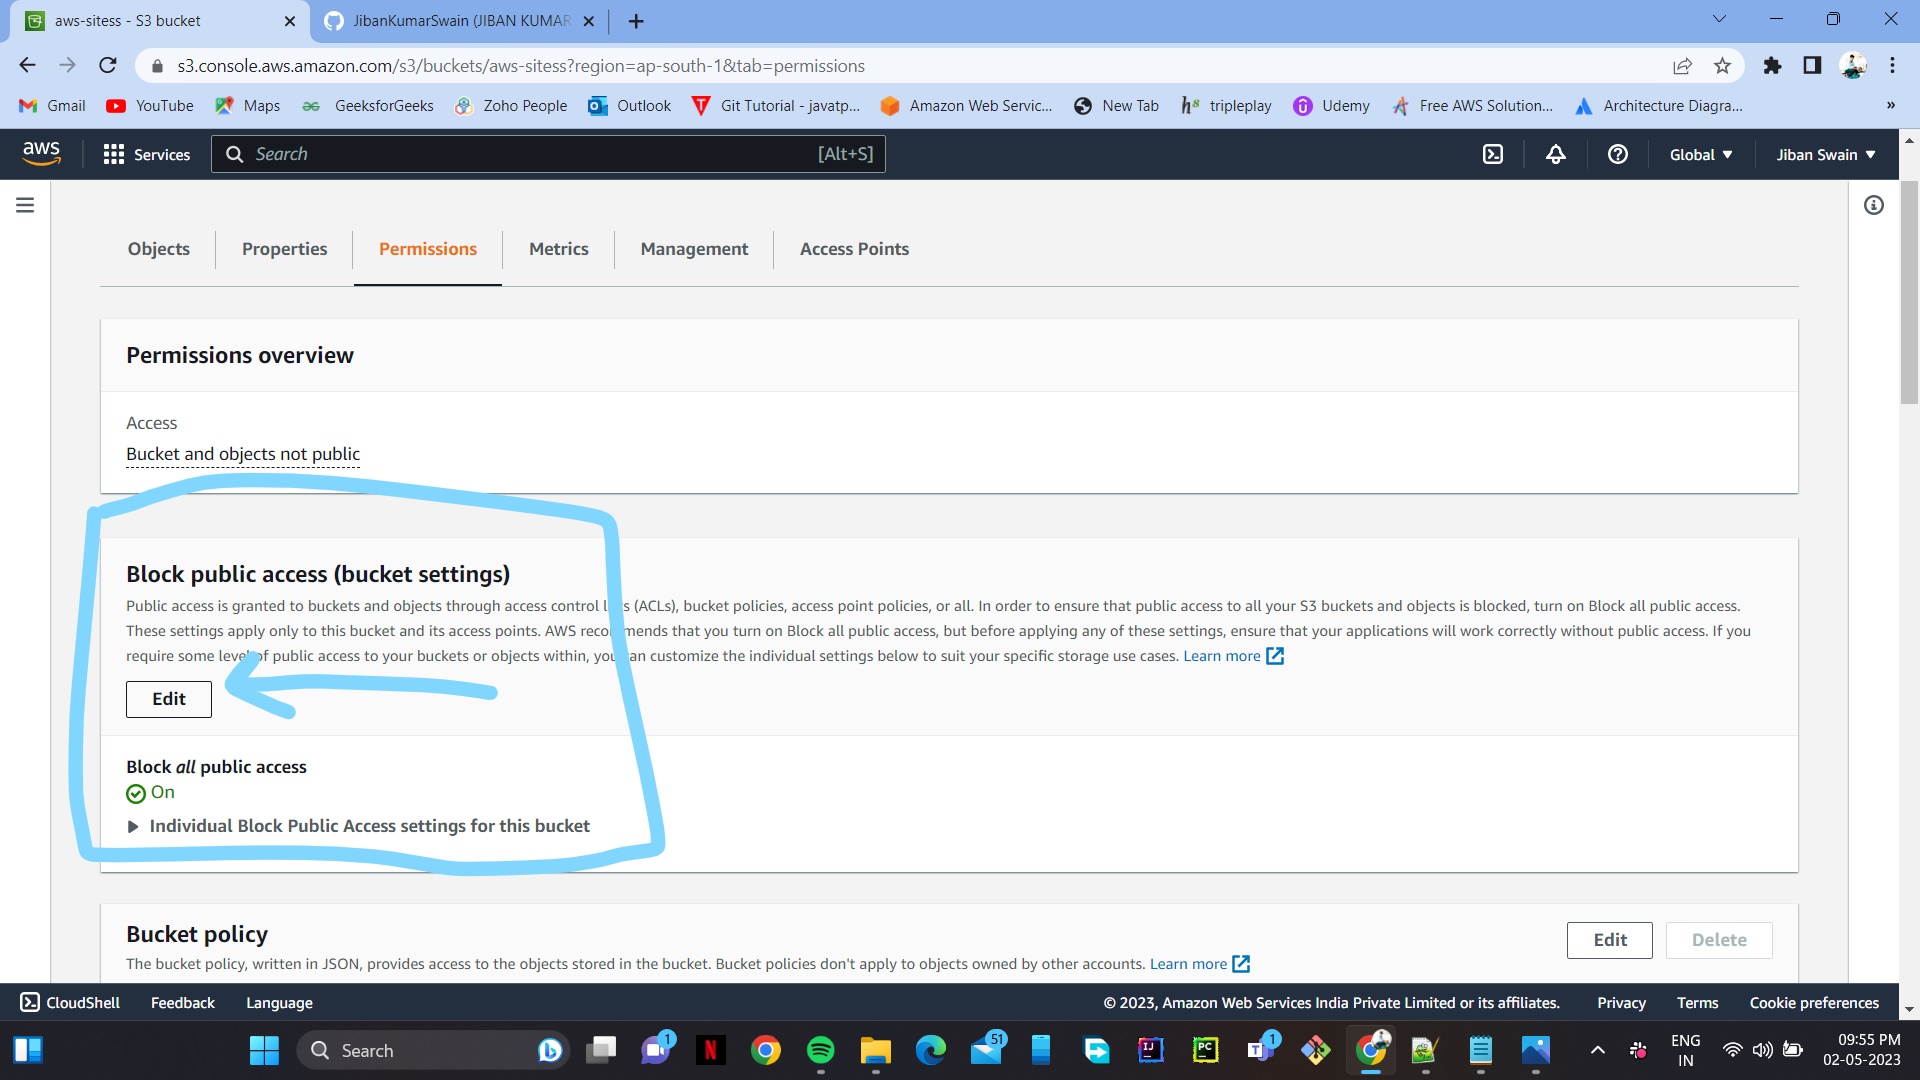 aws-sitess - S3 bucket
JibanKumarSwain (JIBAN KUMAR
s3.console.aws.amazon.com/s3/buckets/aws-sitess?region=ap-south-1&tab=permissions
Gmail YouTube Maps GeeksforGeeks Zoho People Outlook Git Tutorial - javatp... Amazon Web Servic... New Tab tripleplay Udemy Free AWS Solution... Architecture Diagra... »
aws Services Search [Alt+S] Global Jiban Swain
Objects Properties Permissions Metrics Management Access Points
Permissions overview
Access
Bucket and objects not public
Block public access (bucket settings)
Public access is granted to buckets and objects through access control (ACLs), bucket policies, access point policies, or all. In order to ensure that public access to all your S3 buckets and objects is blocked, turn on Block all public access.
These settings apply only to this bucket and its access points. AWS that you turn on Block all public access, but before applying any of these settings, ensure that your applications will work correctly without public access. If you
require some level of public access to your buckets or objects within, you can customize the individual settings below to suit your specific storage use cases. Learn more
Edit
Block all public access
On
Individual Block Public Access settings for this bucket
Bucket policy
Edit Delete
The bucket policy, written in JSON, provides access to the objects stored in the bucket. Bucket policies don't apply to objects owned by other accounts. Learn more
CloudShell Feedback Language © 2023, Amazon Web Services India Private Limited or its affiliates. Privacy Terms Cookie preferences
Search 1 51 1 ENG IN 09:55 PM 02-05-2023